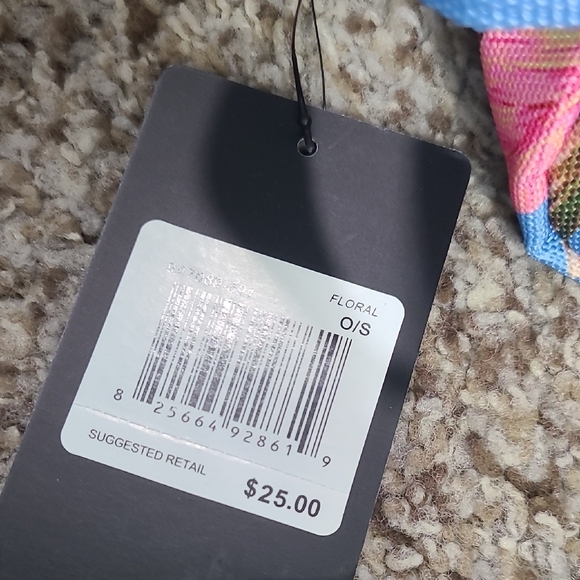 FLORAL
O/S
8 25664 92861 9
SUGGESTED RETAIL
$25.00